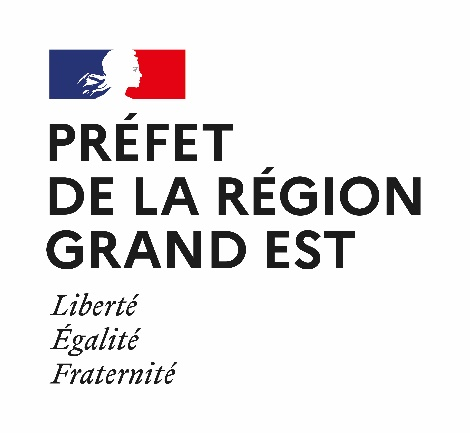 PRÉFET
DE LA RÉGION
GRAND EST
Liberté
Égalité
Fraternité